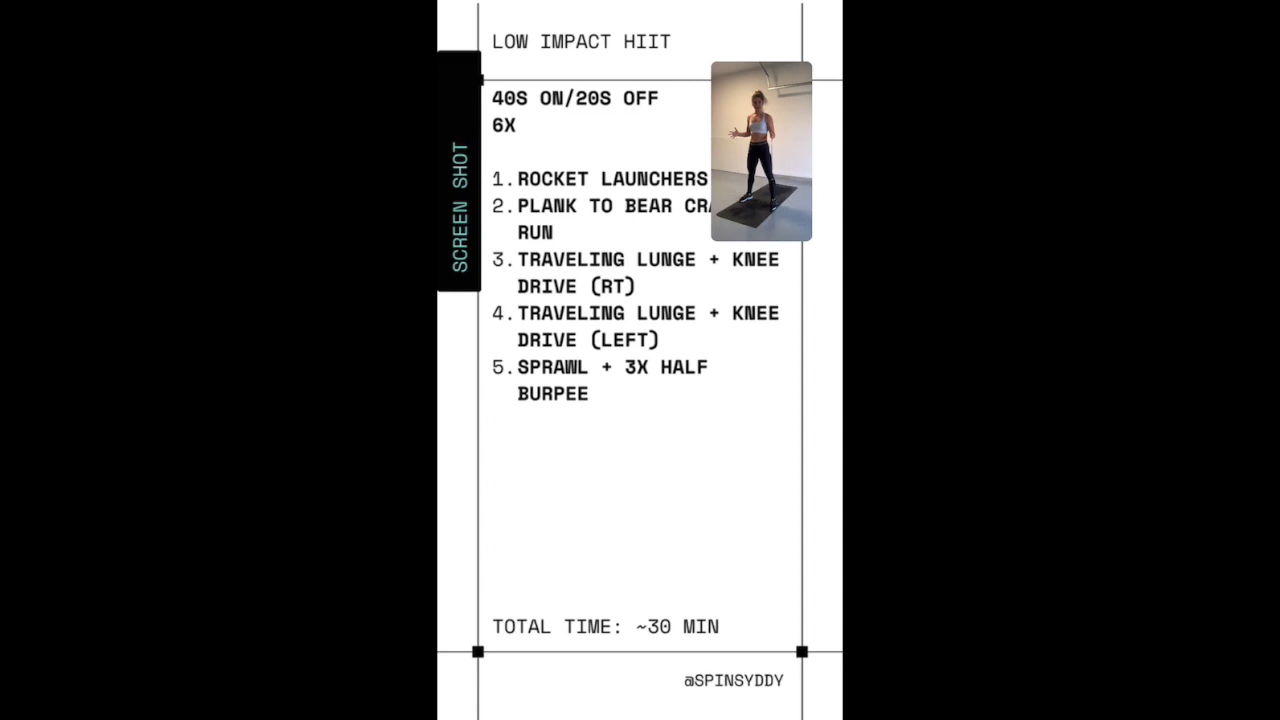 LOW IMPACT HIIT
SCREEN SHOT
40S ON/20S OFF
6X
1. ROCKET LAUNCHERS
2. PLANK TO BEAR
RUN
3. TRAVELING LUNGE + KNEE
DRIVE (RT)
4. TRAVELING LUNGE + KNEE
DRIVE (LEFT)
5. SPRAWL + 3X HALF
BURPEE
TOTAL TIME: ~30 MIN
@SPINSYDDY